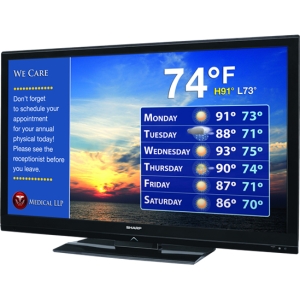 WE CARE
Don't forget
to schedule your
appointment
for your annual
physical today!
Please see the
receptionist before
you leave.
MEDICAL LLP
74°F
H91° L73°
MONDAY 91° 73°
TUESDAY 88° 71°
WEDNESDAY 93° 75°
THURSDAY 90° 74°
FRIDAY 87° 71°
SATURDAY 86° 70°
SHARP